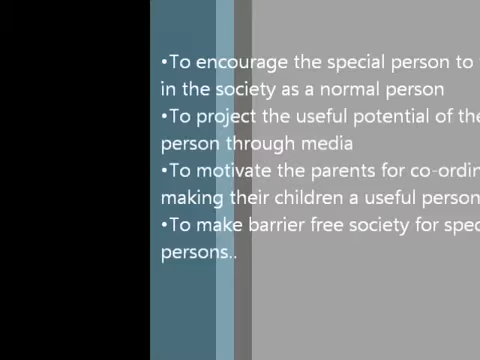 •To encourage the special person to
in the society as a normal person
•To project the useful potential of the
person through media
•To motivate the parents for
making their children a useful person
•To make barrier free society for
persons..